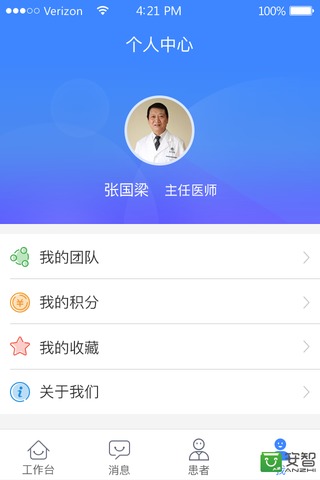 Verizon 4:21 PM 100%
个人中心
张国梁 主任医师
我的团队
我的积分
我的收藏
关于我们
工作台 消息 患者
安智
ANZHI